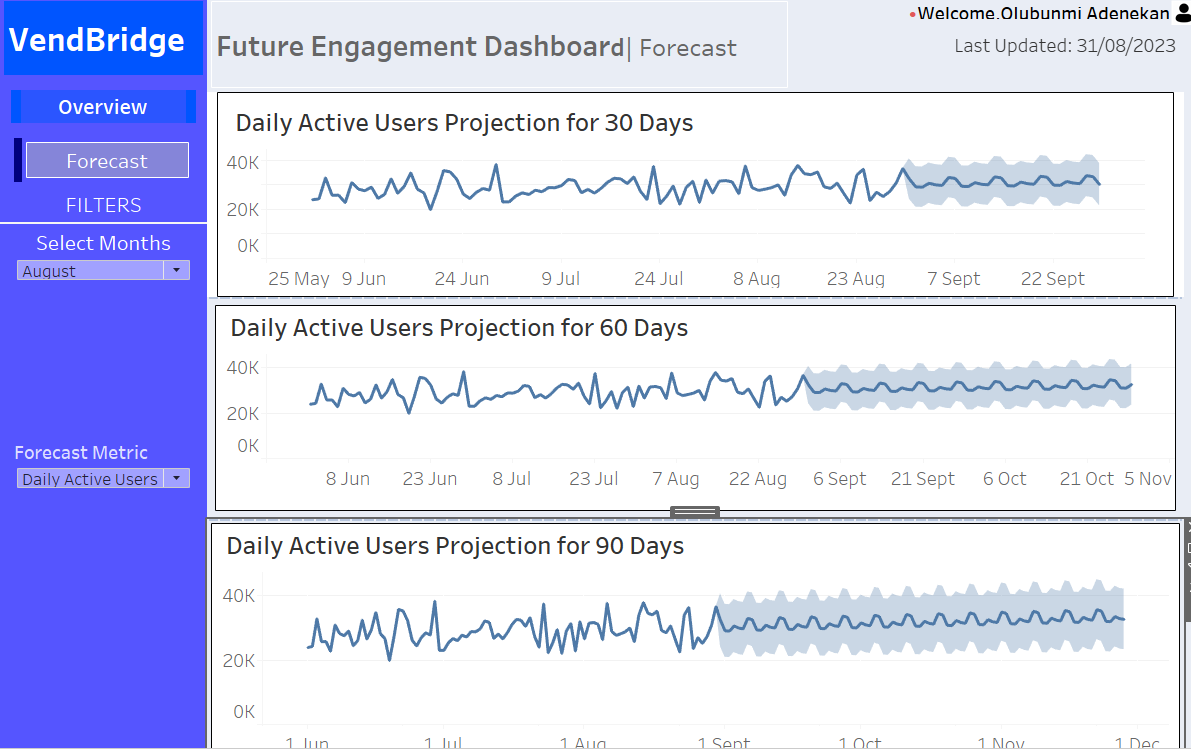 VendBridge
Future Engagement Dashboard| Forecast
Welcome.Olubunmi Adenekan
Last Updated: 31/08/2023
Overview
Forecast
FILTERS
Select Months
August
Forecast Metric
Daily Active Users
Daily Active Users Projection for 30 Days
40K
20K
0K
25 May 9 Jun 24 Jun 9 Jul 24 Jul 8 Aug 23 Aug 7 Sept 22 Sept
Daily Active Users Projection for 60 Days
40K
20K
0K
8 Jun 23 Jun 8 Jul 23 Jul 7 Aug 22 Aug 6 Sept 21 Sept 6 Oct 21 Oct 5 Nov
Daily Active Users Projection for 90 Days
40K
20K
0K
1 Jun 1 Jul 1 Aug 1 Sept 1 Oct 1 Nov 1 Dec